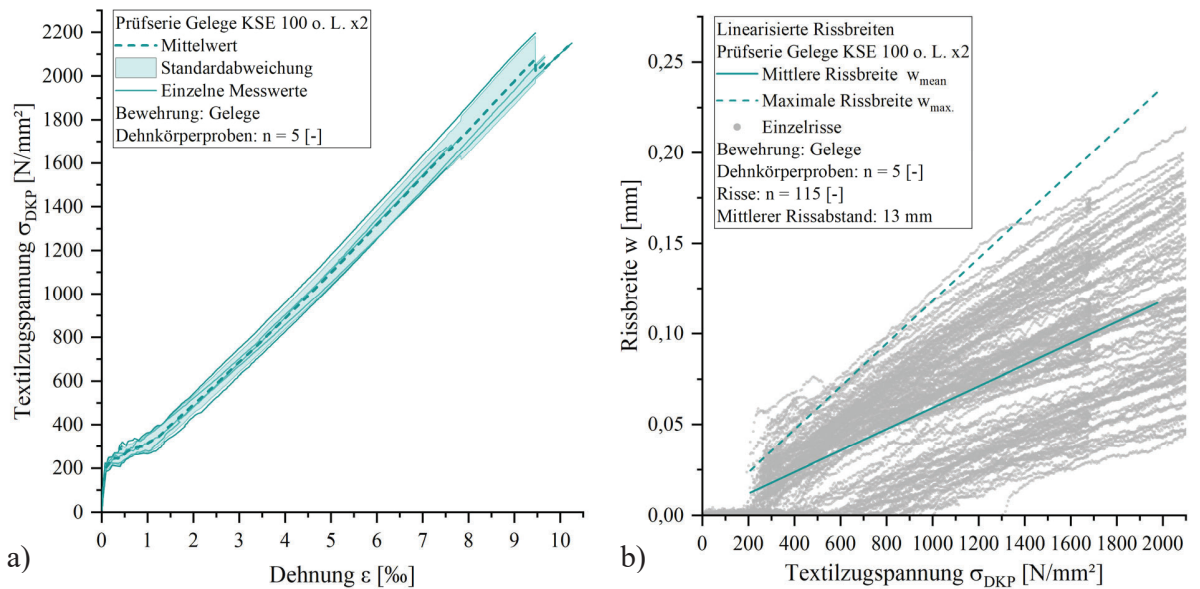 Prüfserie Gelege KSE 100 o. L. x2
Mittelwert
Standardabweichung
Einzelne Messwerte
Bewehrung: Gelege
Dehnkörperproben: n = 5 [-]
Textilzugspannung σDKP [N/mm²]
2200
2000
1800
1600
1400
1200
1000
800
600
400
200
0
0 1 2 3 4 5 6 7 8 9 10
Dehnung ε [‰]
a)
Linearisierte Rissbreiten
Prüfserie Gelege KSE 100 o. L. x2
Mittlere Rissbreite wmean
Maximale Rissbreite wmax.
Einzelrisse
Bewehrung: Gelege
Dehnkörperproben: n = 5 [-]
Risse: n = 115 [-]
Mittlerer Rissabstand: 13 mm
Rissbreite w [mm]
0,25
0,20
0,15
0,10
0,05
0,00
0 200 400 600 800 1000 1200 1400 1600 1800 2000
Textilzugspannung σDKP [N/mm²]
b)